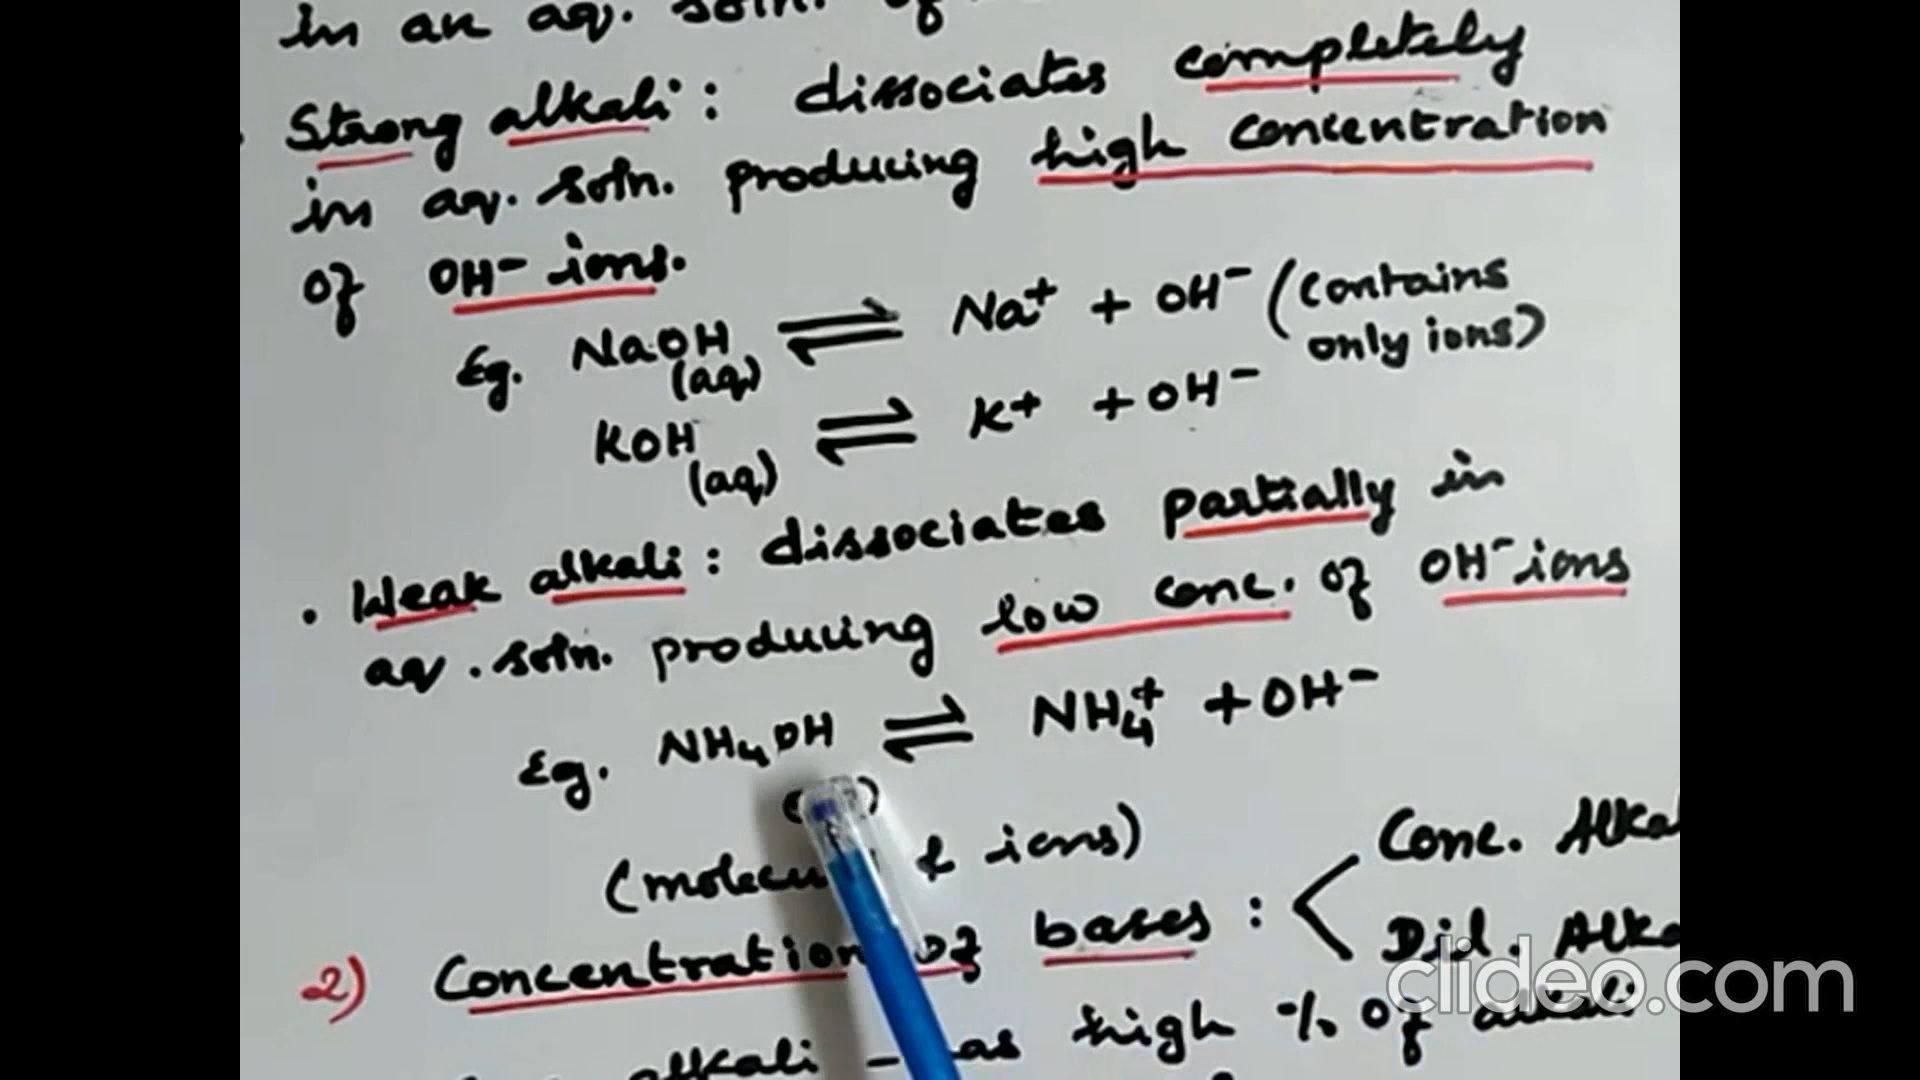 in an aq. soln. of
Strong alkali: dissociates completely
in aq. soln. producing high concentration
of OH⁻ ions.
Eg. NaOH (aq) ⇌ Na⁺ + OH⁻ (contains only ions)
KOH (aq) ⇌ K⁺ + OH⁻
• Weak alkali: dissociates partially in
aq. soln. producing low conc. of OH⁻ ions
Eg. NH₄OH ⇌ NH₄⁺ + OH⁻
( & ions)
2) Concentration of bases: < Conc.
Dil.
alkali - high % of alkali
clideo.com